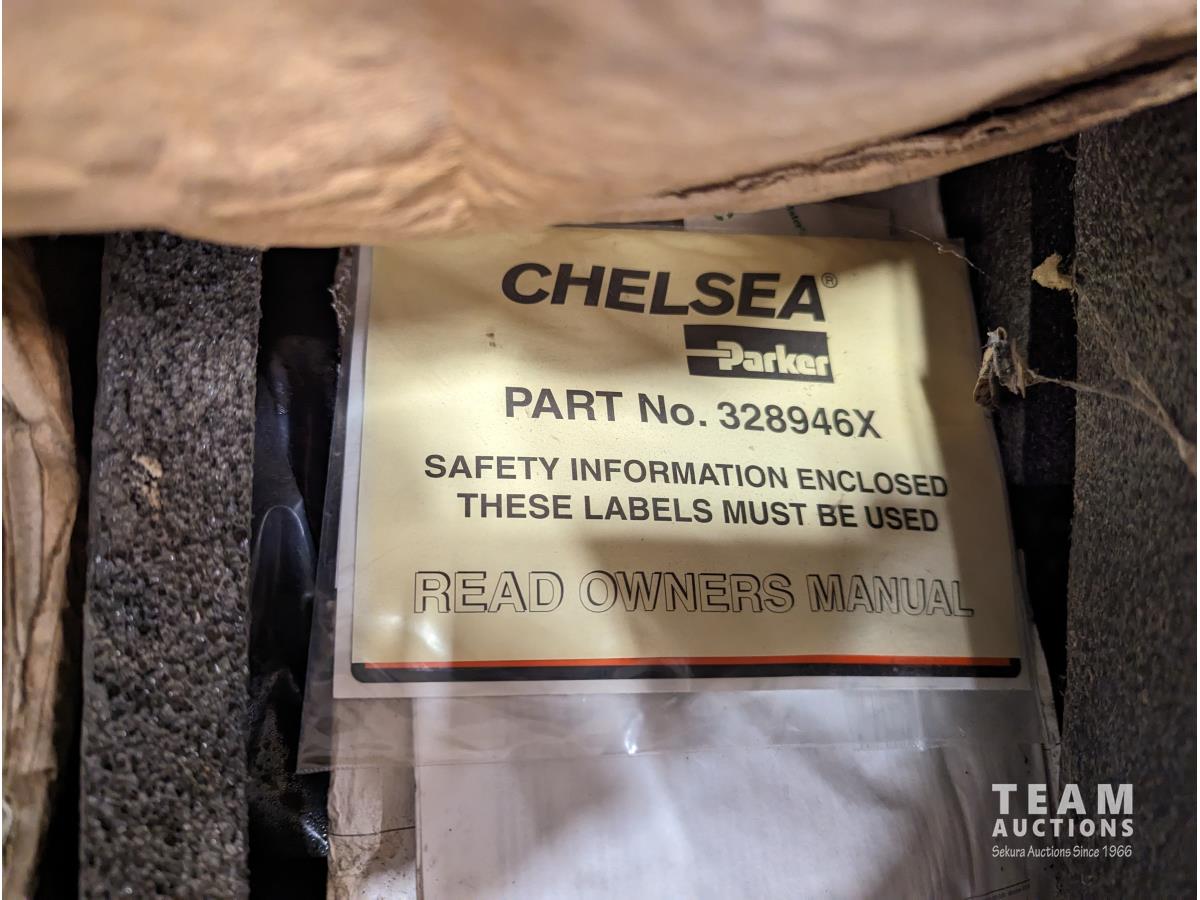 CHELSEA®
Parker
PART No. 328946X
SAFETY INFORMATION ENCLOSED
THESE LABELS MUST BE USED
READ OWNERS MANUAL
TEAM
AUCTIONS
Sekura Auctions Since 1966